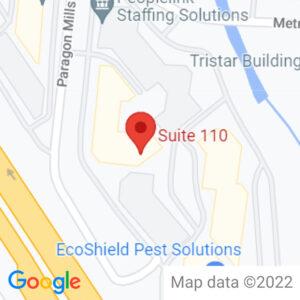 Peoplelink
Staffing Solutions
Metr
Paragon Mills
Tristar Building
Suite 110
EcoShield Pest Solutions
Google
Map data ©2022